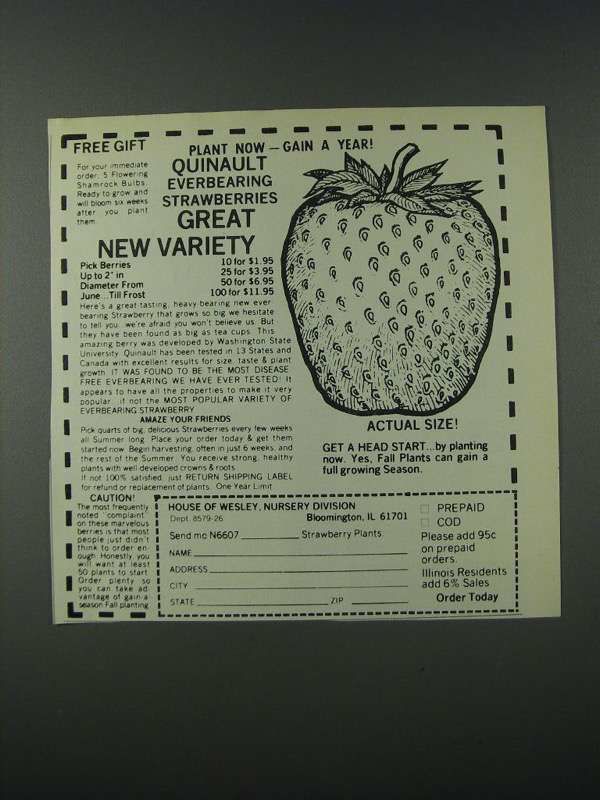 FREE GIFT
For your immediate
order, 5 Flowering
Shamrock Bulbs.
Ready to grow and
will bloom six weeks
after you plant
them.
PLANT NOW — GAIN A YEAR!
QUINAULT
EVERBEARING
STRAWBERRIES
GREAT
NEW VARIETY
Pick Berries 10 for $1.95
Up to 2" in 25 for $3.95
Diameter From 50 for $6.95
June...Till Frost 100 for $11.95
Here's a great-tasting, heavy bearing new ever
bearing Strawberry that grows so big we hesitate
to tell you. we're afraid you won't believe us. But
they have been found as big as tea cups. This
amazing berry was developed by Washington State
University. Quinault has been tested in 13 States and
Canada with excellent results for size, taste & plant
growth. IT WAS FOUND TO BE THE MOST DISEASE
FREE EVERBEARING WE HAVE EVER TESTED! It
appears to have all the properties to make it very
popular...if not the MOST POPULAR VARIETY OF
EVERBEARING STRAWBERRY
AMAZE YOUR FRIENDS
Pick quarts of big, delicious Strawberries every few weeks
all Summer long. Place your order today & get them
started now. Begin harvesting, often in just 6 weeks, and
the rest of the Summer. You receive strong, healthy
plants with well developed crowns & roots.
If not 100% satisfied, just RETURN SHIPPING LABEL
for refund or replacement of plants. One Year Limit.
ACTUAL SIZE!
GET A HEAD START...by planting
now. Yes, Fall Plants can gain a
full growing Season.
CAUTION!
The most frequently
noted "complaint"
on these marvelous
berries is that most
people just didn't
think to order en-
ough. Honestly, you
will want at least
50 plants to start.
Order plenty so
you can take ad-
vantage of gain-a-
season Fall planting.
HOUSE OF WESLEY, NURSERY DIVISION
Dept. 8579-26 Bloomington, IL 61701
Send me N6607 Strawberry Plants
NAME
ADDRESS
CITY
STATE ZIP
PREPAID
COD
Please add 95c
on prepaid
orders.
Illinois Residents
add 6% Sales
Order Today